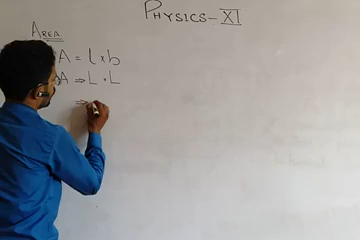 PHYSICS-XI
AREA
A = l × b
A ⇒ L · L
⇒